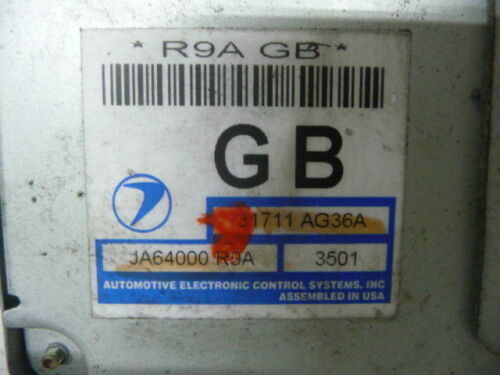 * R9A GB *
GB
31711 AG36A
JA64000 R9A 3501
AUTOMOTIVE ELECTRONIC CONTROL SYSTEMS, INC
ASSEMBLED IN USA